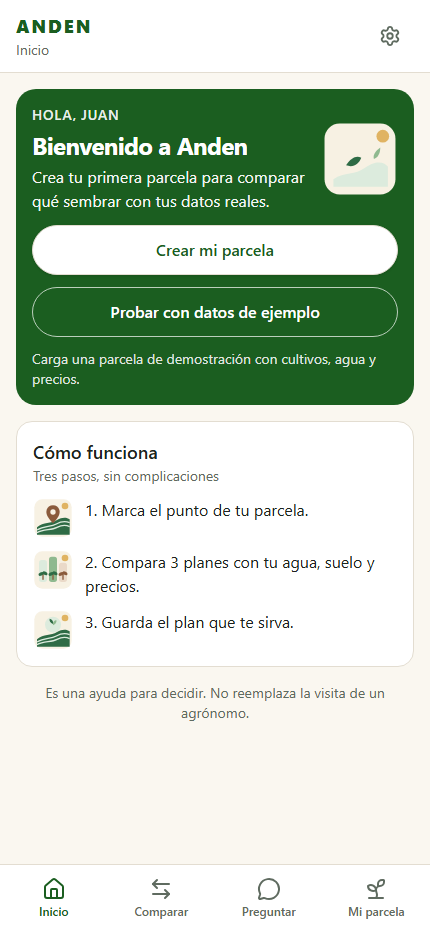 ANDEN
Inicio
HOLA, JUAN
Bienvenido a Anden
Crea tu primera parcela para comparar
qué sembrar con tus datos reales.
Crear mi parcela
Probar con datos de ejemplo
Carga una parcela de demostración con cultivos, agua y
precios.
Cómo funciona
Tres pasos, sin complicaciones
1. Marca el punto de tu parcela.
2. Compara 3 planes con tu agua, suelo y
precios.
3. Guarda el plan que te sirva.
Es una ayuda para decidir. No reemplaza la visita de un
agrónomo.
Inicio
Comparar
Preguntar
Mi parcela